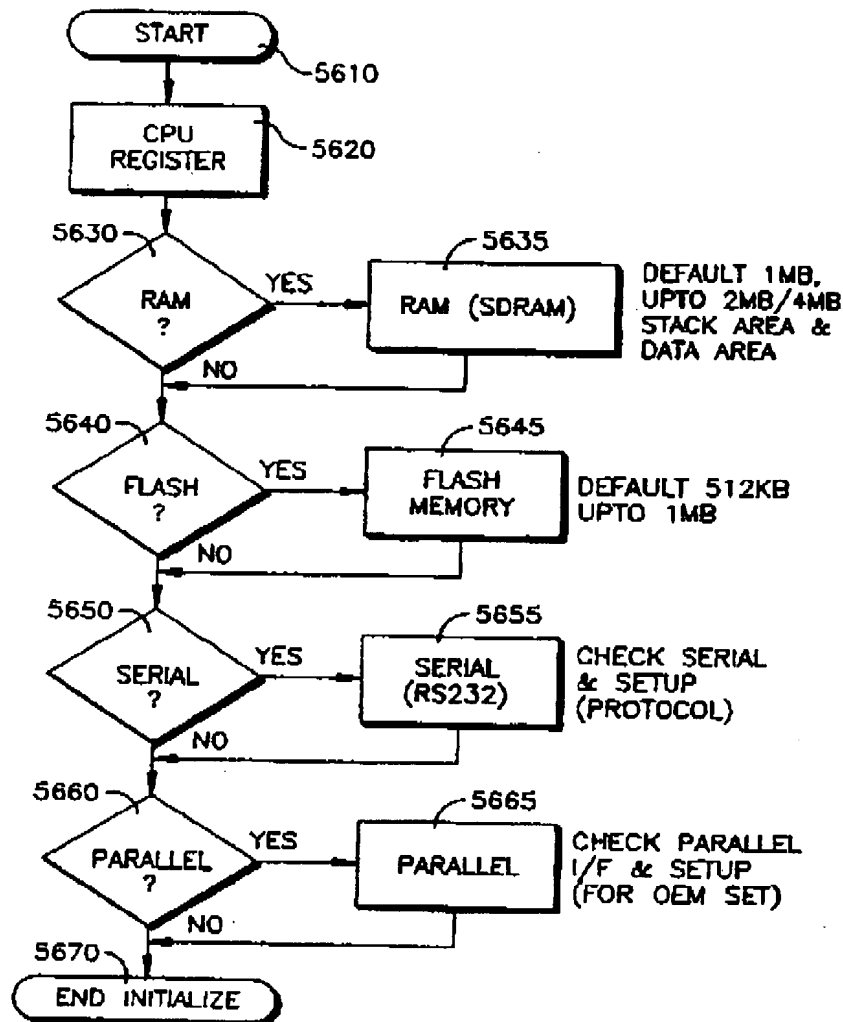 START
5610
CPU
REGISTER
5620
5630
RAM
?
YES
NO
5635
RAM (SDRAM)
DEFAULT 1MB,
UPTO 2MB/4MB
STACK AREA &
DATA AREA
5640
FLASH
?
YES
NO
5645
FLASH
MEMORY
DEFAULT 512KB
UPTO 1MB
5650
SERIAL
?
YES
NO
5655
SERIAL
(RS232)
CHECK SERIAL
& SETUP
(PROTOCOL)
5660
PARALLEL
?
YES
NO
5665
PARALLEL
CHECK PARALLEL
I/F & SETUP
(FOR OEM SET)
5670
END INITIALIZE